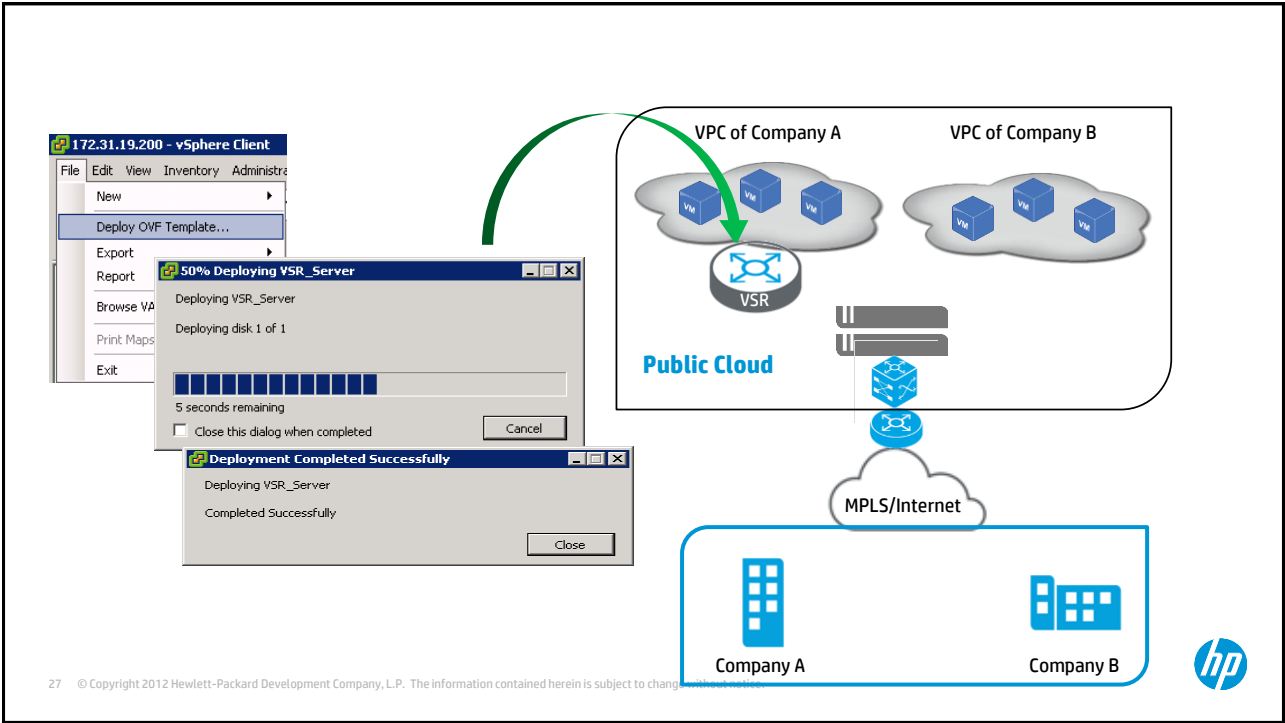 172.31.19.200 - vSphere Client
File Edit View Inventory Administra
New
Deploy OVF Template...
Export
Report
Browse VA
Print Maps
Exit
50% Deploying VSR_Server
Deploying VSR_Server
Deploying disk 1 of 1
5 seconds remaining
Close this dialog when completed
Cancel
Deployment Completed Successfully
Deploying VSR_Server
Completed Successfully
Close
VPC of Company A
VPC of Company B
VM
VM
VM
VM
VM
VM
VSR
Public Cloud
MPLS/Internet
Company A
Company B
27 © Copyright 2012 Hewlett-Packard Development Company, L.P. The information contained herein is subject to change without notice.
hp